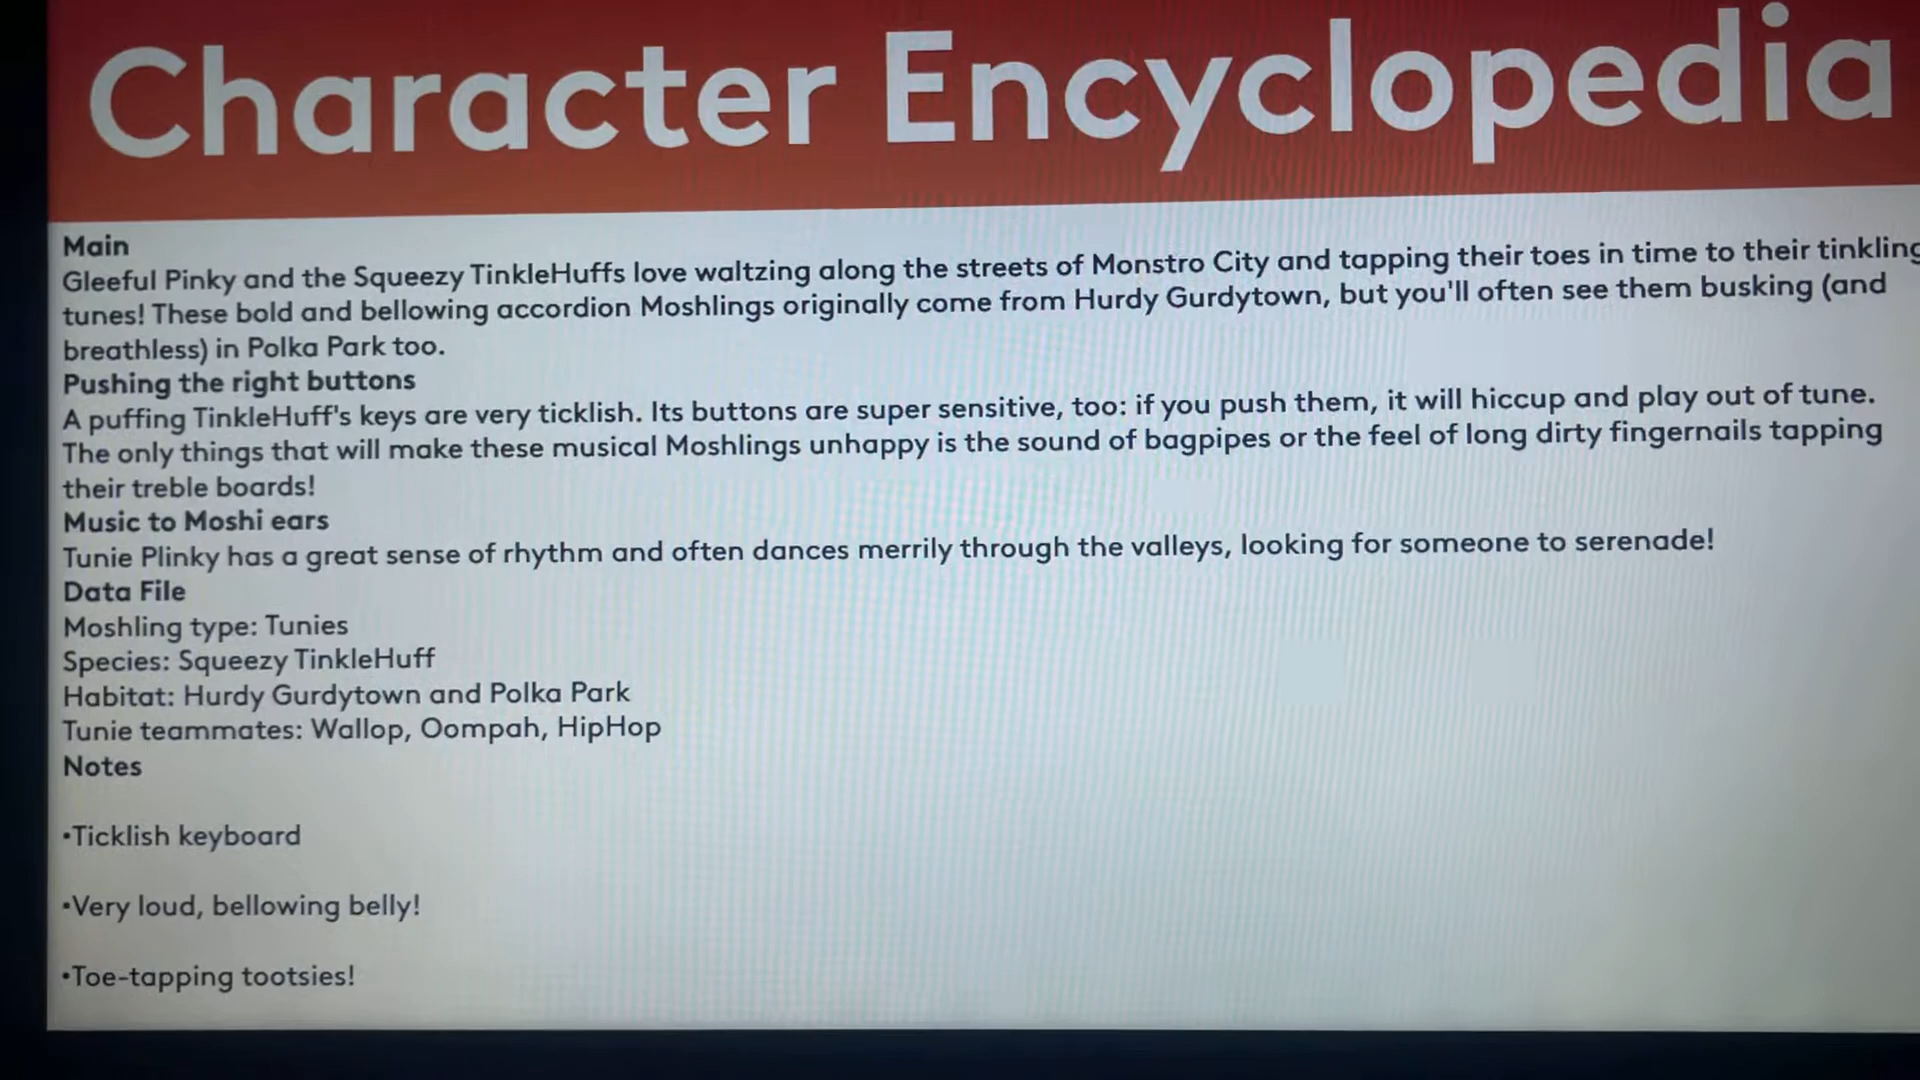 Character Encyclopedia
Main
Gleeful Pinky and the Squeezy TinkleHuffs love waltzing along the streets of Monstro City and tapping their toes in time to their tinkling
tunes! These bold and bellowing accordion Moshlings originally come from Hurdy Gurdytown, but you'll often see them busking (and
breathless) in Polka Park too.
Pushing the right buttons
A puffing TinkleHuff's keys are very ticklish. Its buttons are super sensitive, too: if you push them, it will hiccup and play out of tune.
The only things that will make these musical Moshlings unhappy is the sound of bagpipes or the feel of long dirty fingernails tapping
their treble boards!
Music to Moshi ears
Tunie Plinky has a great sense of rhythm and often dances merrily through the valleys, looking for someone to serenade!
Data File
Moshling type: Tunies
Species: Squeezy TinkleHuff
Habitat: Hurdy Gurdytown and Polka Park
Tunie teammates: Wallop, Oompah, HipHop
Notes
•Ticklish keyboard
•Very loud, bellowing belly!
•Toe-tapping tootsies!